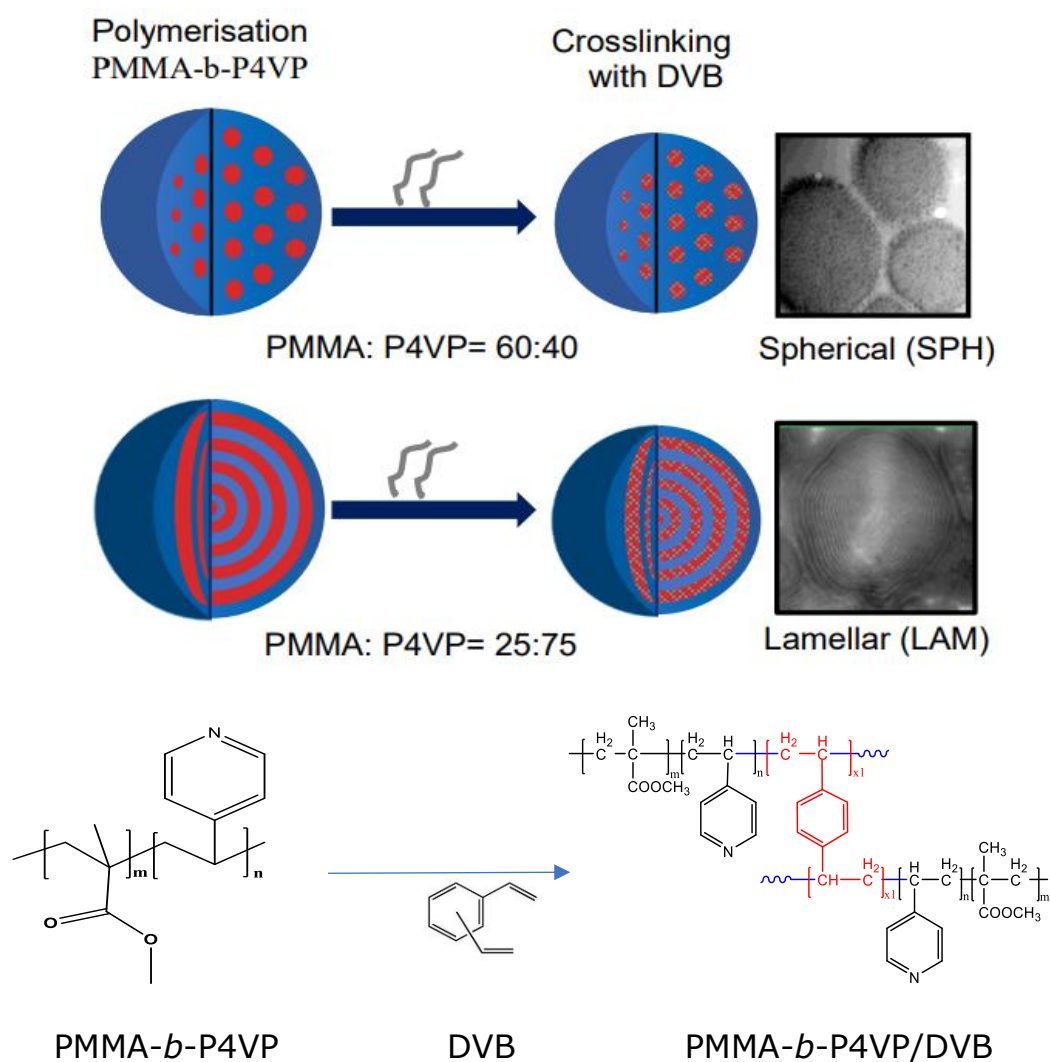 Polymerisation
PMMA-b-P4VP
Crosslinking
with DVB
PMMA: P4VP= 60:40
Spherical (SPH)
PMMA: P4VP= 25:75
Lamellar (LAM)
N
m
n
O
O
H2
C
CH3
C
m
COOCH3
H2
C
H
C
n
N
H2
C
H
C
x1
CH
H2
C
x1
H
C
H2
C
n
CH3
C
H2
C
m
COOCH3
N
PMMA-b-P4VP
DVB
PMMA-b-P4VP/DVB